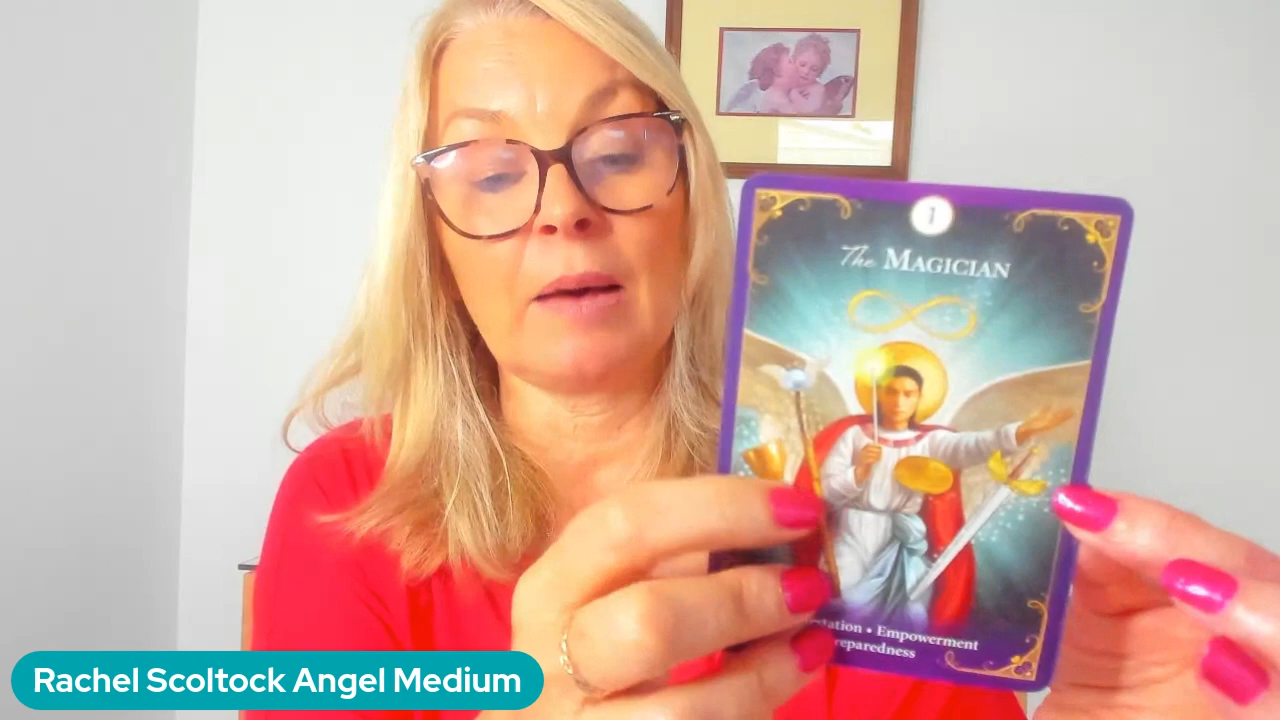 1
The MAGICIAN
• Empowerment
Rachel Scoltock Angel Medium